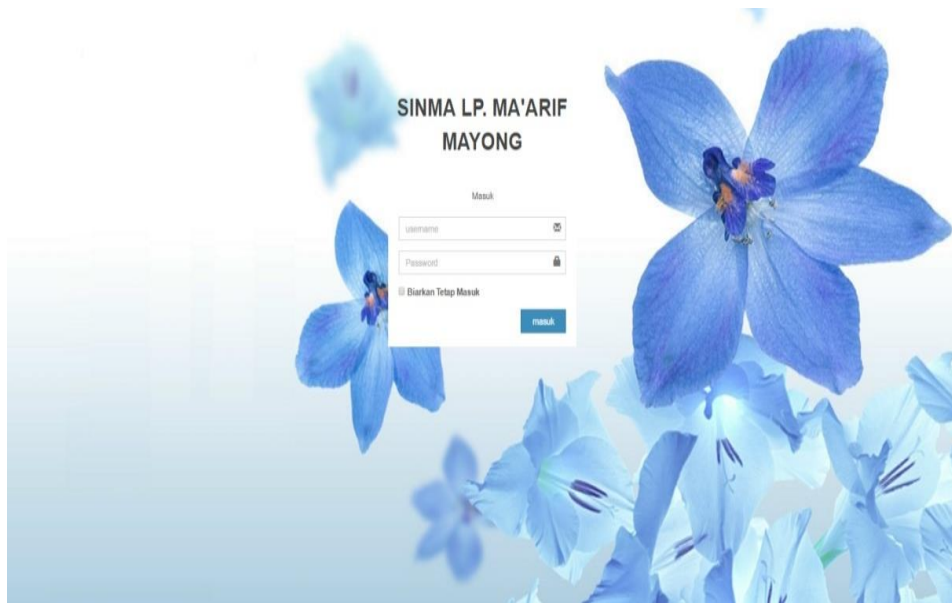 SINMA LP. MA'ARIF
MAYONG
Masuk
username
Password
Biarkan Tetap Masuk
masuk